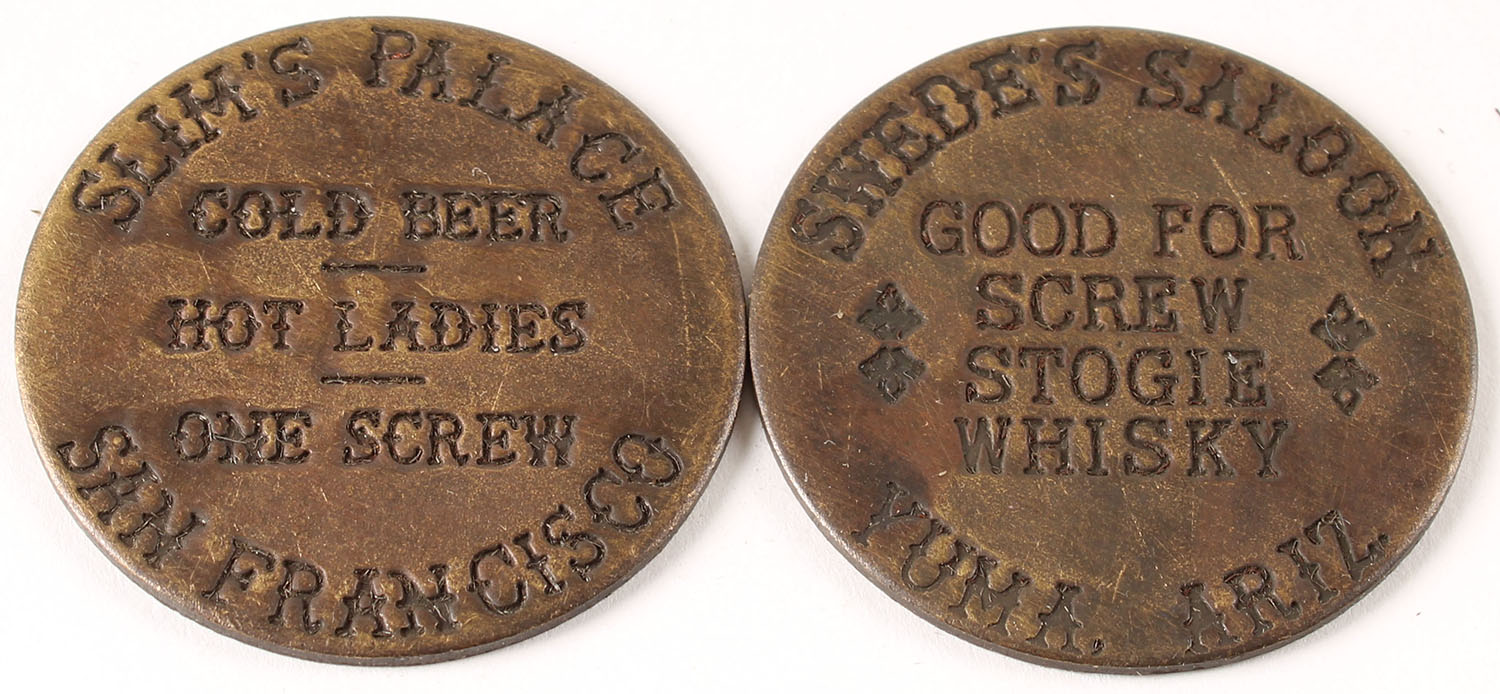 SLIM'S PALACE
COLD BEER
HOT LADIES
ONE SCREW
SAN FRANCISCO
SWEDE'S SALOON
GOOD FOR
SCREW
STOGIE
WHISKY
YUMA, ARIZ.